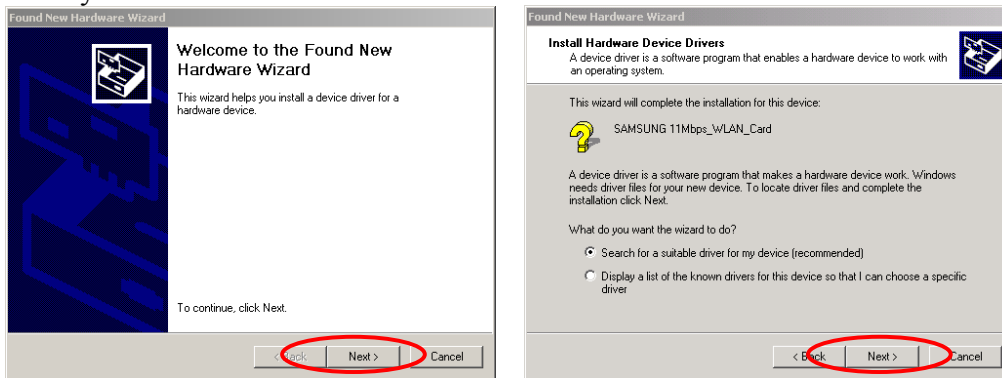 Found New Hardware Wizard
Welcome to the Found New
Hardware Wizard
This wizard helps you install a device driver for a
hardware device.
To continue, click Next.
< Back
Next >
Cancel
Found New Hardware Wizard
Install Hardware Device Drivers
A device driver is a software program that enables a hardware device to work with
an operating system.
This wizard will complete the installation for this device:
SAMSUNG 11Mbps_WLAN_Card
A device driver is a software program that makes a hardware device work. Windows
needs driver files for your new device. To locate driver files and complete the
installation click Next.
What do you want the wizard to do?
Search for a suitable driver for my device (recommended)
Display a list of the known drivers for this device so that I can choose a specific
driver
< Back
Next >
Cancel